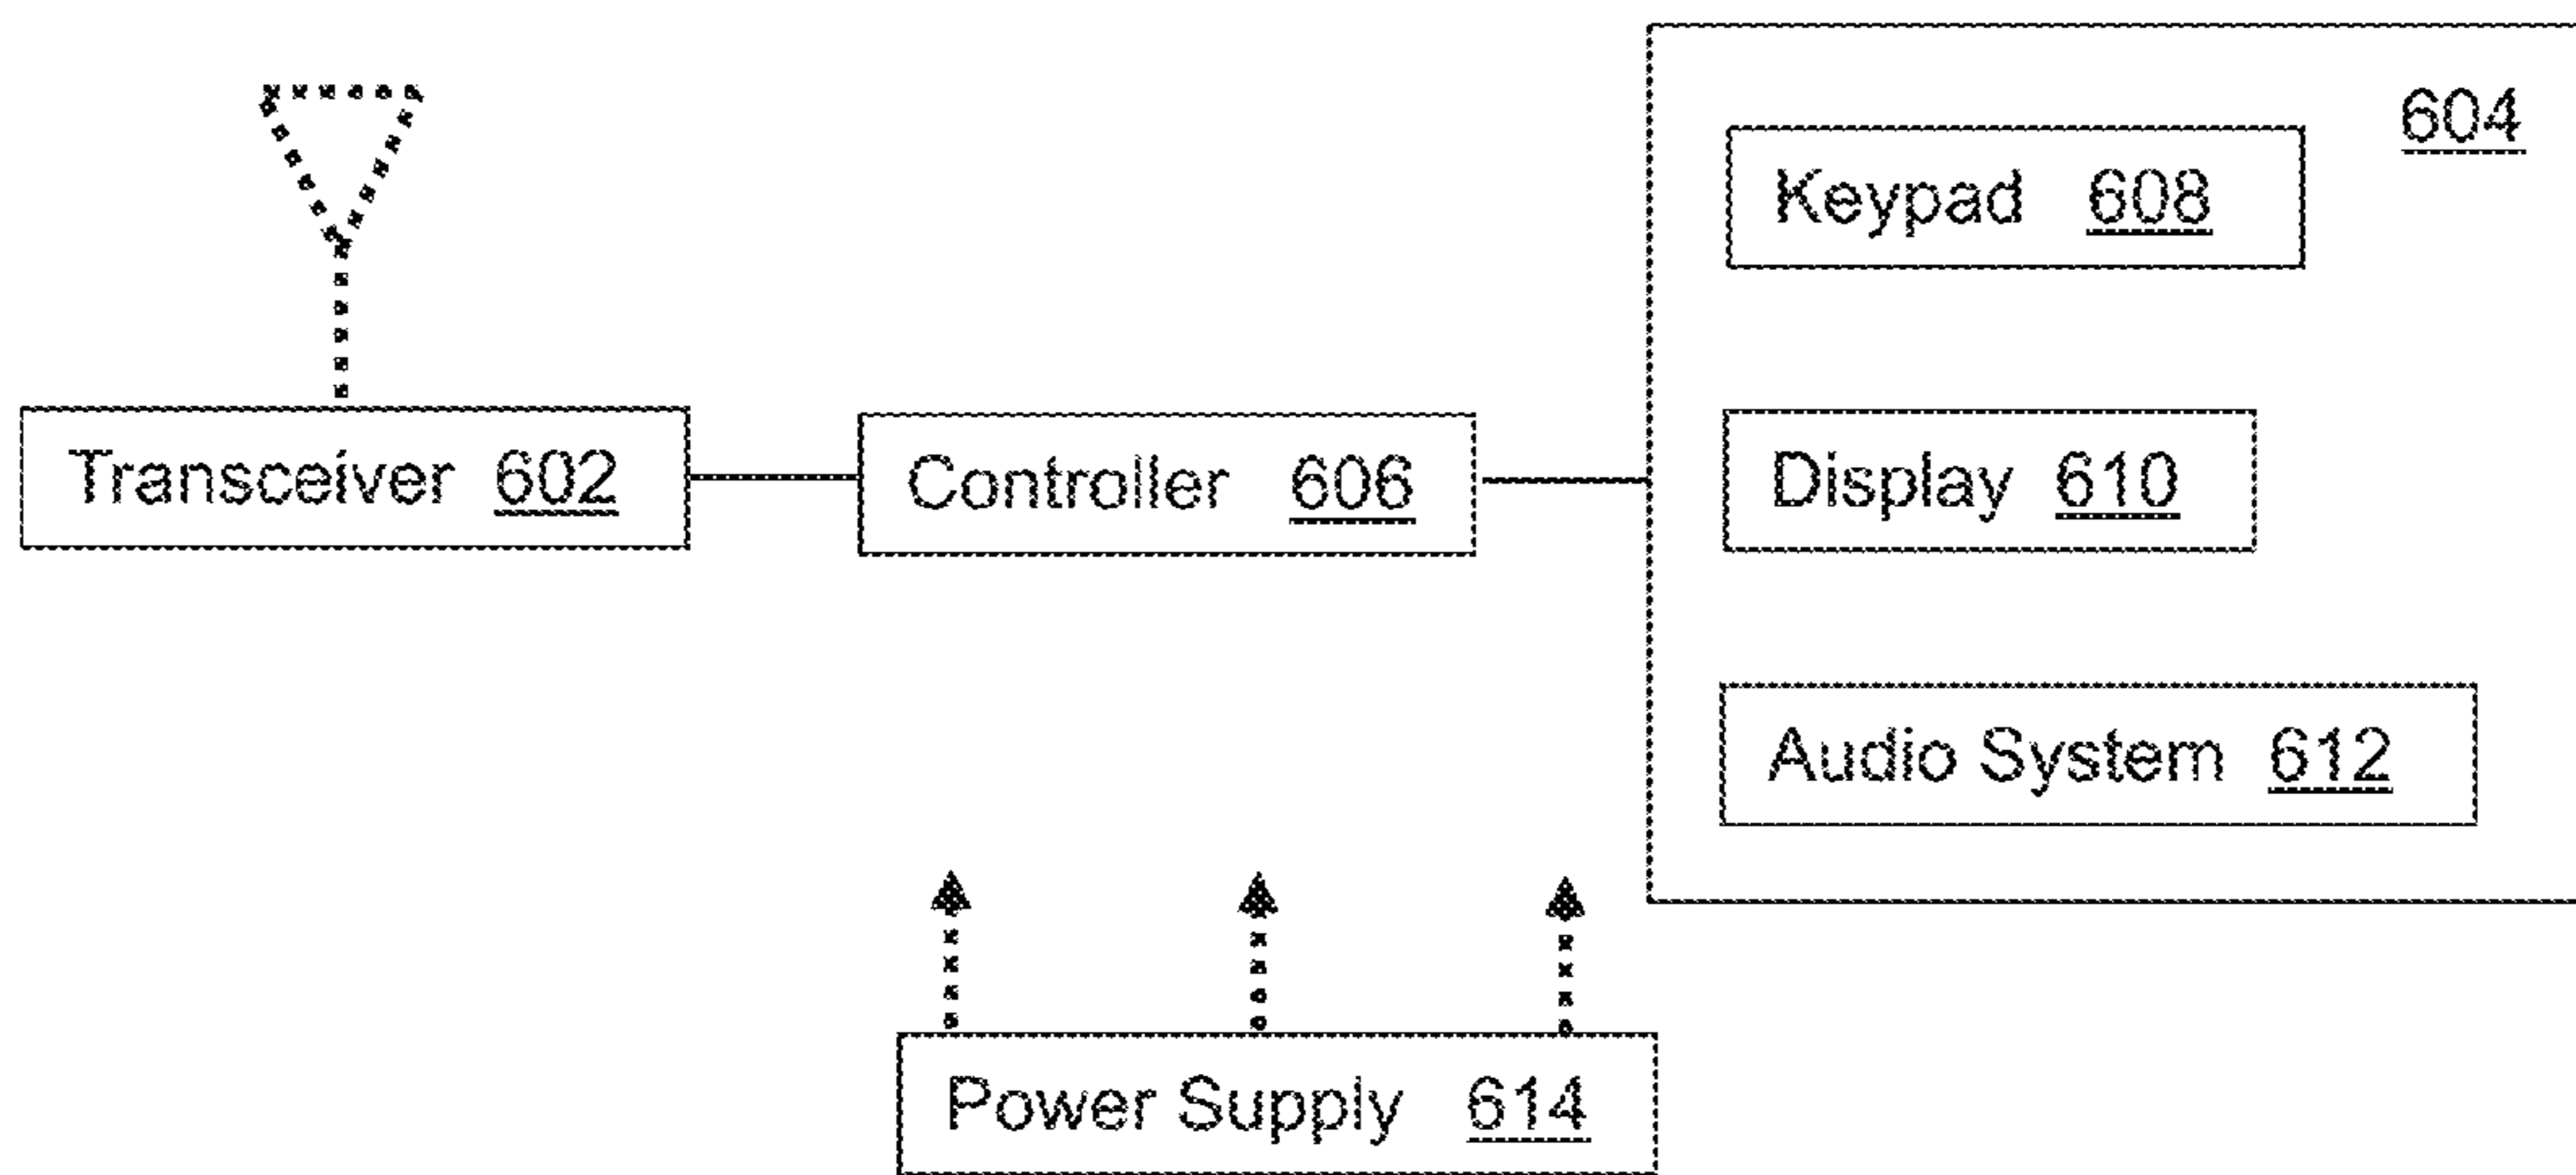 604
Keypad 608
Transceiver 602
Controller 606
Display 610
Audio System 612
Power Supply 614